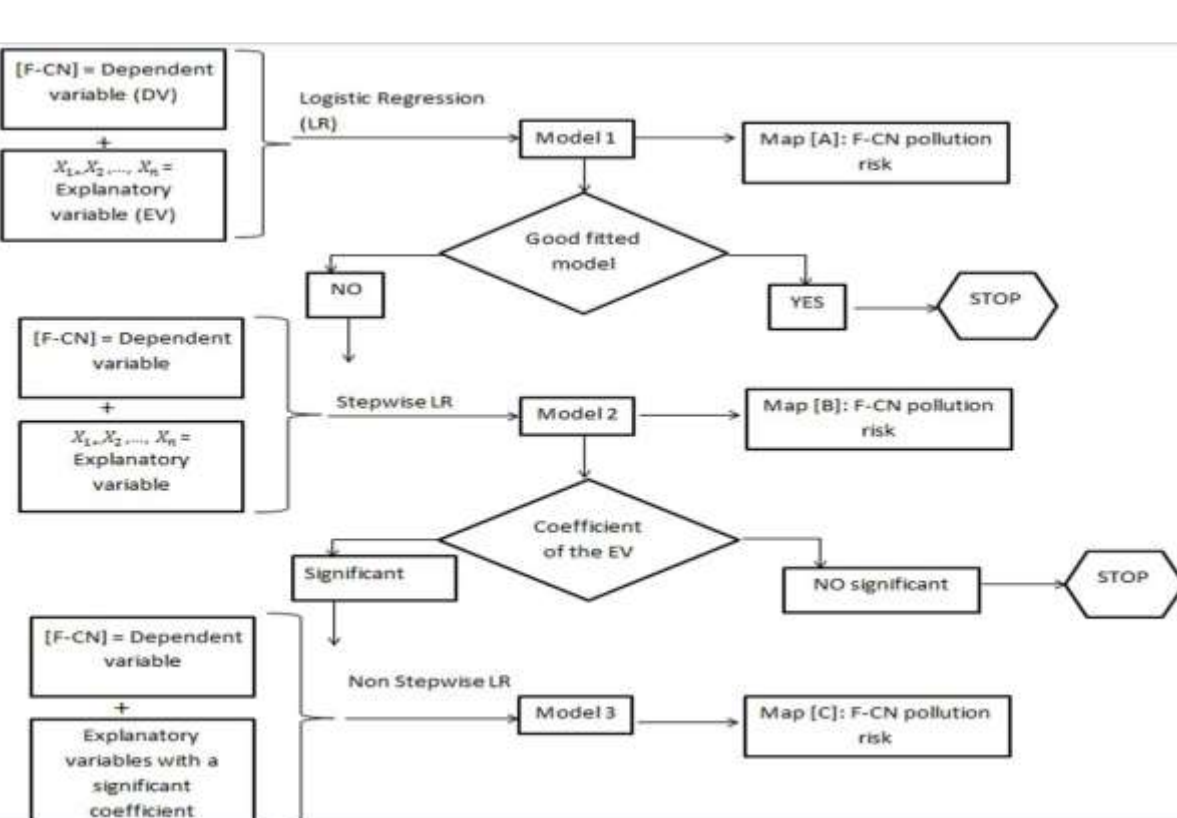 [F-CN] = Dependent
variable (DV)
+
X₁,,X₂,..., Xₙ =
Explanatory
variable (EV)
Logistic Regression
(LR)
Model 1
Map [A]: F-CN pollution
risk
Good fitted
model
NO
YES
STOP
[F-CN] = Dependent
variable
+
X₁,,X₂,..., Xₙ =
Explanatory
variable
Stepwise LR
Model 2
Map [B]: F-CN pollution
risk
Coefficient
of the EV
Significant
NO significant
STOP
[F-CN] = Dependent
variable
+
Explanatory
variables with a
significant
coefficient
Non Stepwise LR
Model 3
Map [C]: F-CN pollution
risk